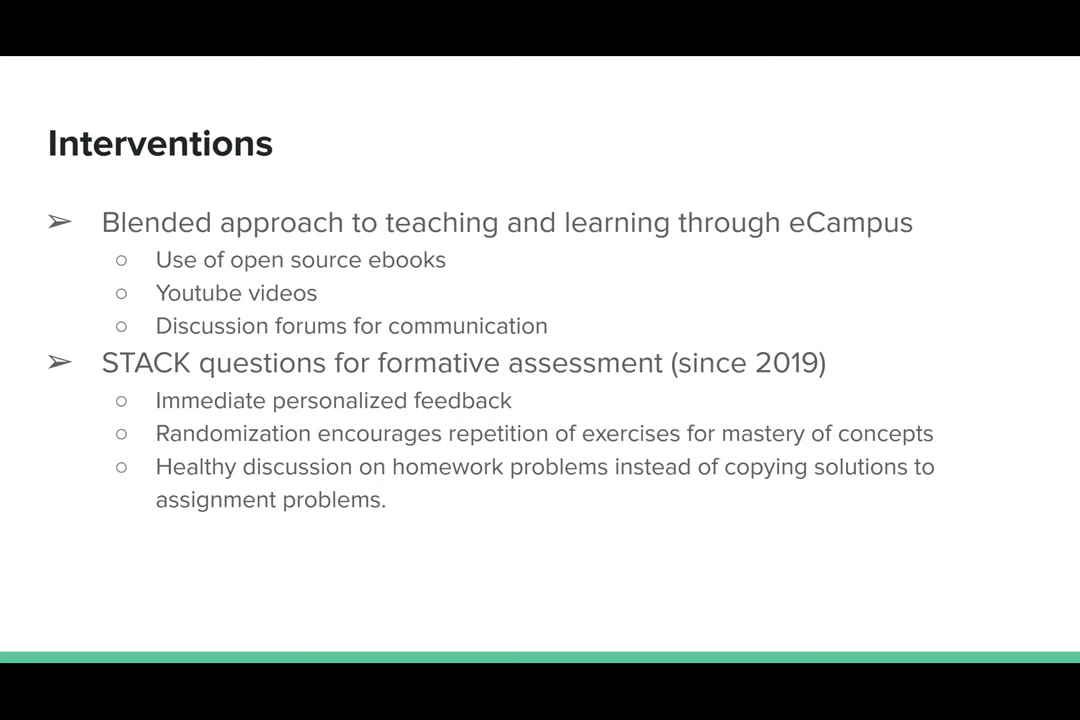 Interventions
➢ Blended approach to teaching and learning through eCampus
○ Use of open source ebooks
○ Youtube videos
○ Discussion forums for communication
➢ STACK questions for formative assessment (since 2019)
○ Immediate personalized feedback
○ Randomization encourages repetition of exercises for mastery of concepts
○ Healthy discussion on homework problems instead of copying solutions to
assignment problems.